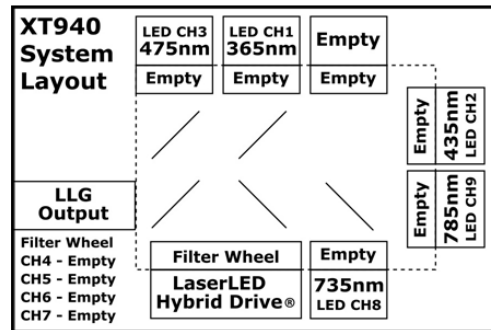 XT940
System
Layout
LED CH3
475nm
Empty
LED CH1
365nm
Empty
Empty
Empty
Empty
435nm
LED CH2
Empty
785nm
LED CH9
LLG
Output
Filter Wheel
CH4 - Empty
CH5 - Empty
CH6 - Empty
CH7 - Empty
Filter Wheel
LaserLED
Hybrid Drive®
Empty
735nm
LED CH8